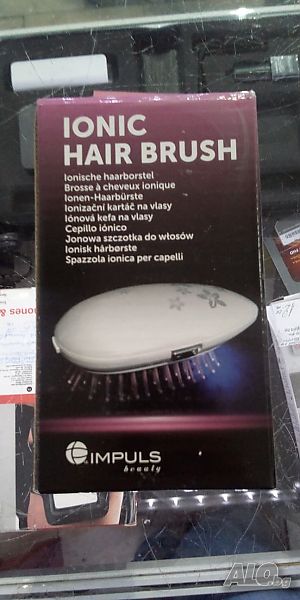 IONIC
HAIR BRUSH
Ionische haarborstel
Brosse à cheveux ionique
Ionen-Haarbürste
Ionizační kartáč na vlasy
Iónová kefa na vlasy
Cepillo iónico
Jonowa szczotka do włosów
Ionisk hårbørste
Spazzola ionica per capelli
IMPULS
beauty
ones &
ALO.bg